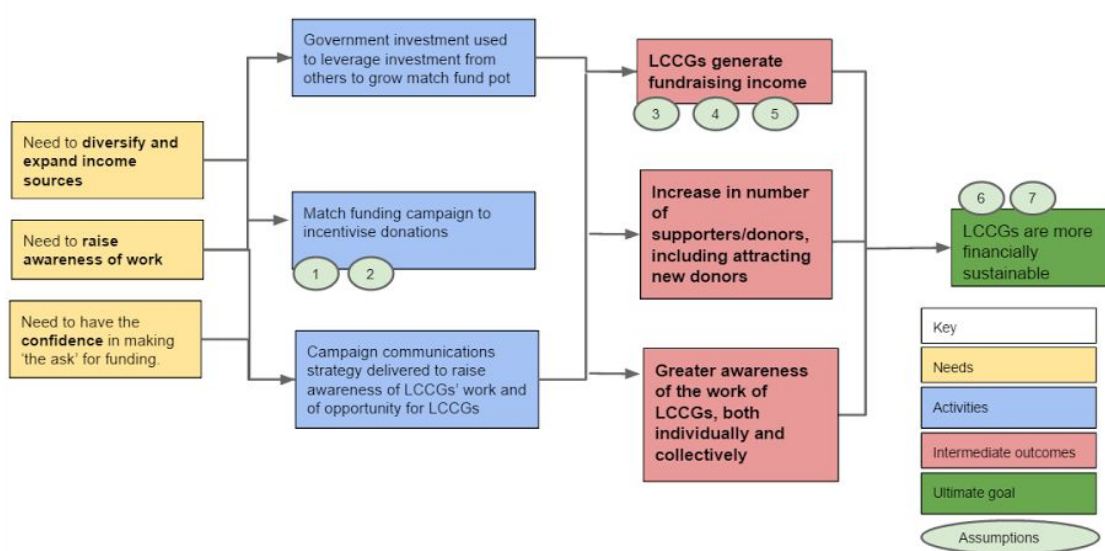 Need to diversify and
expand income
sources
Need to raise
awareness of work
Need to have the
confidence in making
'the ask' for funding.
Government investment used
to leverage investment from
others to grow match fund pot
Match funding campaign to
incentivise donations
1
2
Campaign communications
strategy delivered to raise
awareness of LCCGs' work and
of opportunity for LCCGs
LCCGs generate
fundraising income
3
4
5
Increase in number
of
supporters/donors,
including attracting
new donors
Greater awareness
of the work of
LCCGs, both
individually and
collectively
6
7
LCCGs are more
financially
sustainable
Key
Needs
Activities
Intermediate outcomes
Ultimate goal
Assumptions